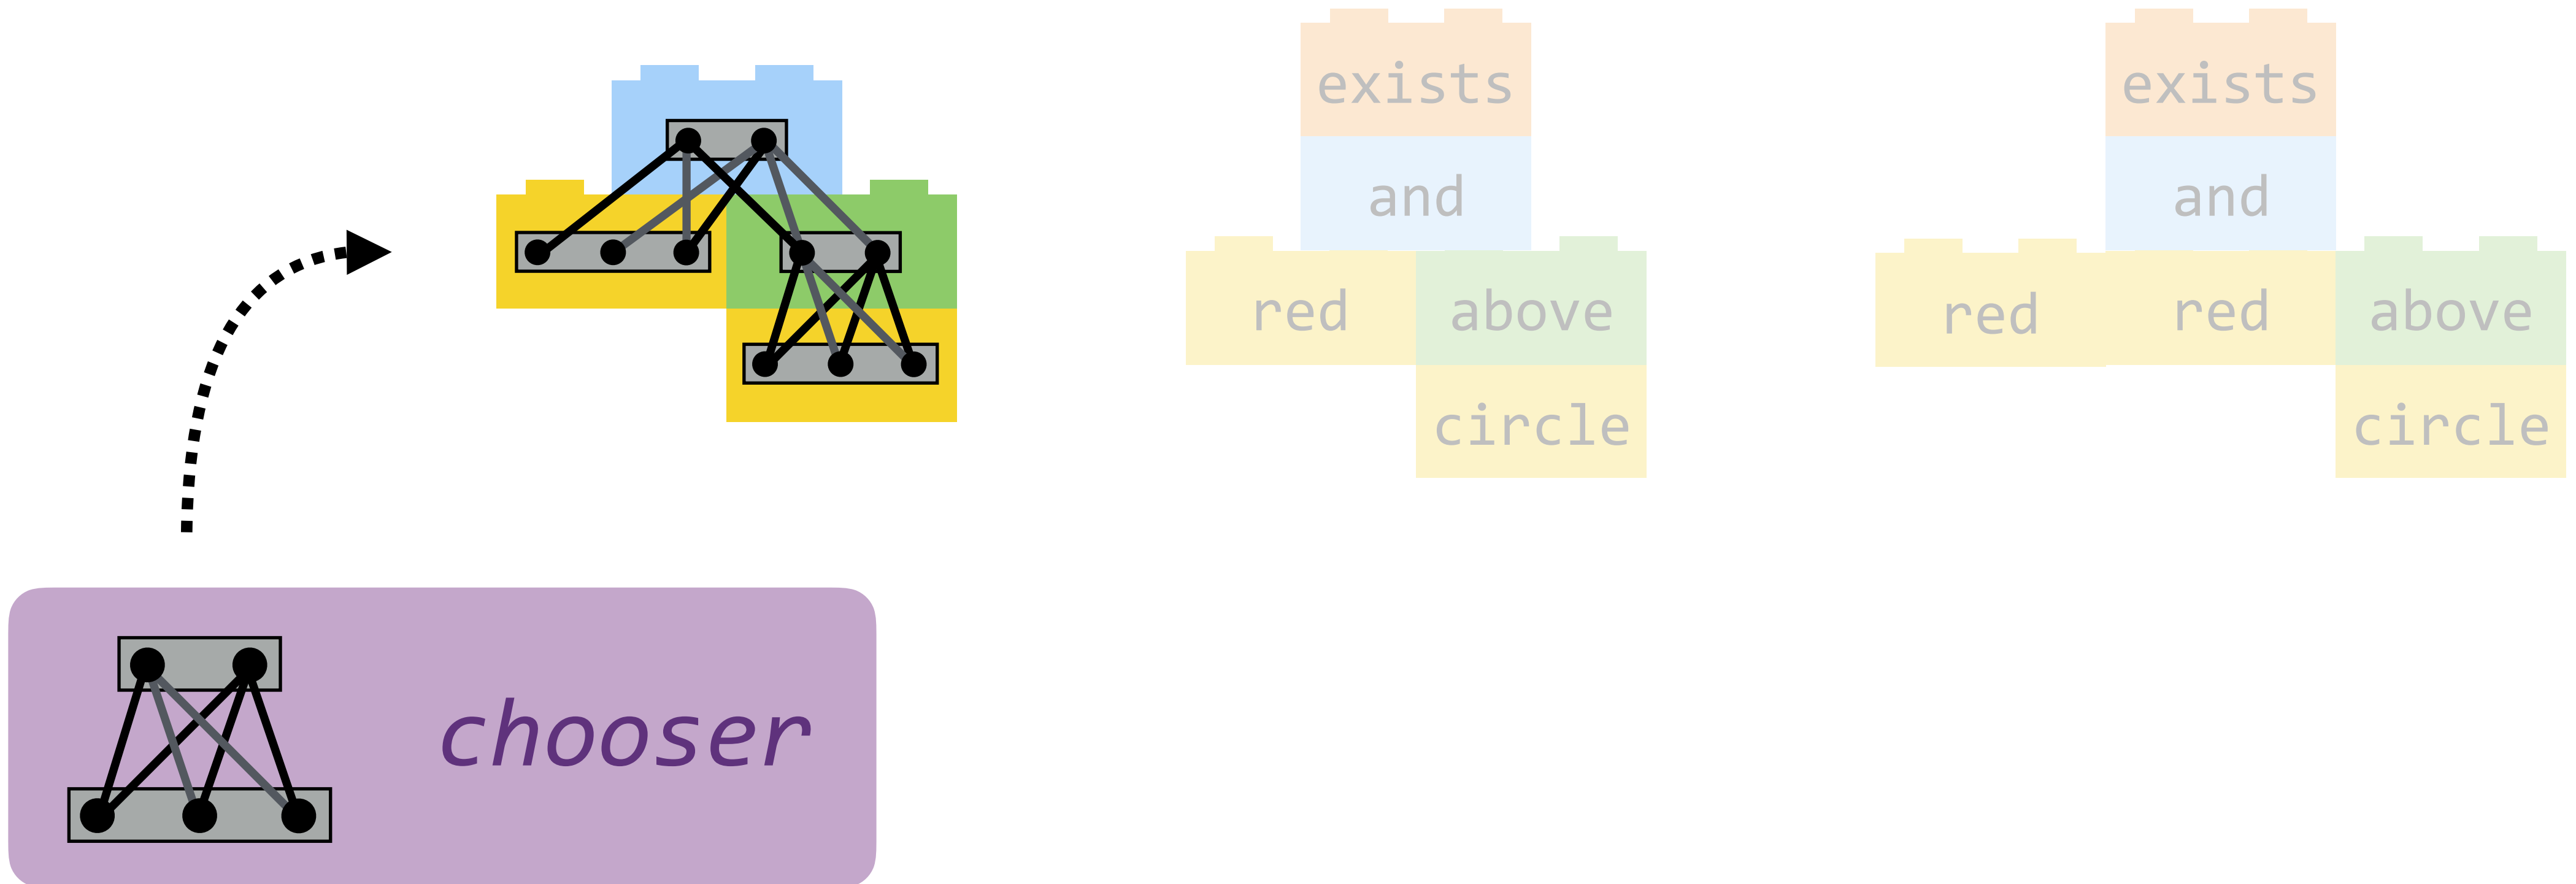 exists
exists
and
and
red
above
red
red
above
circle
circle
chooser